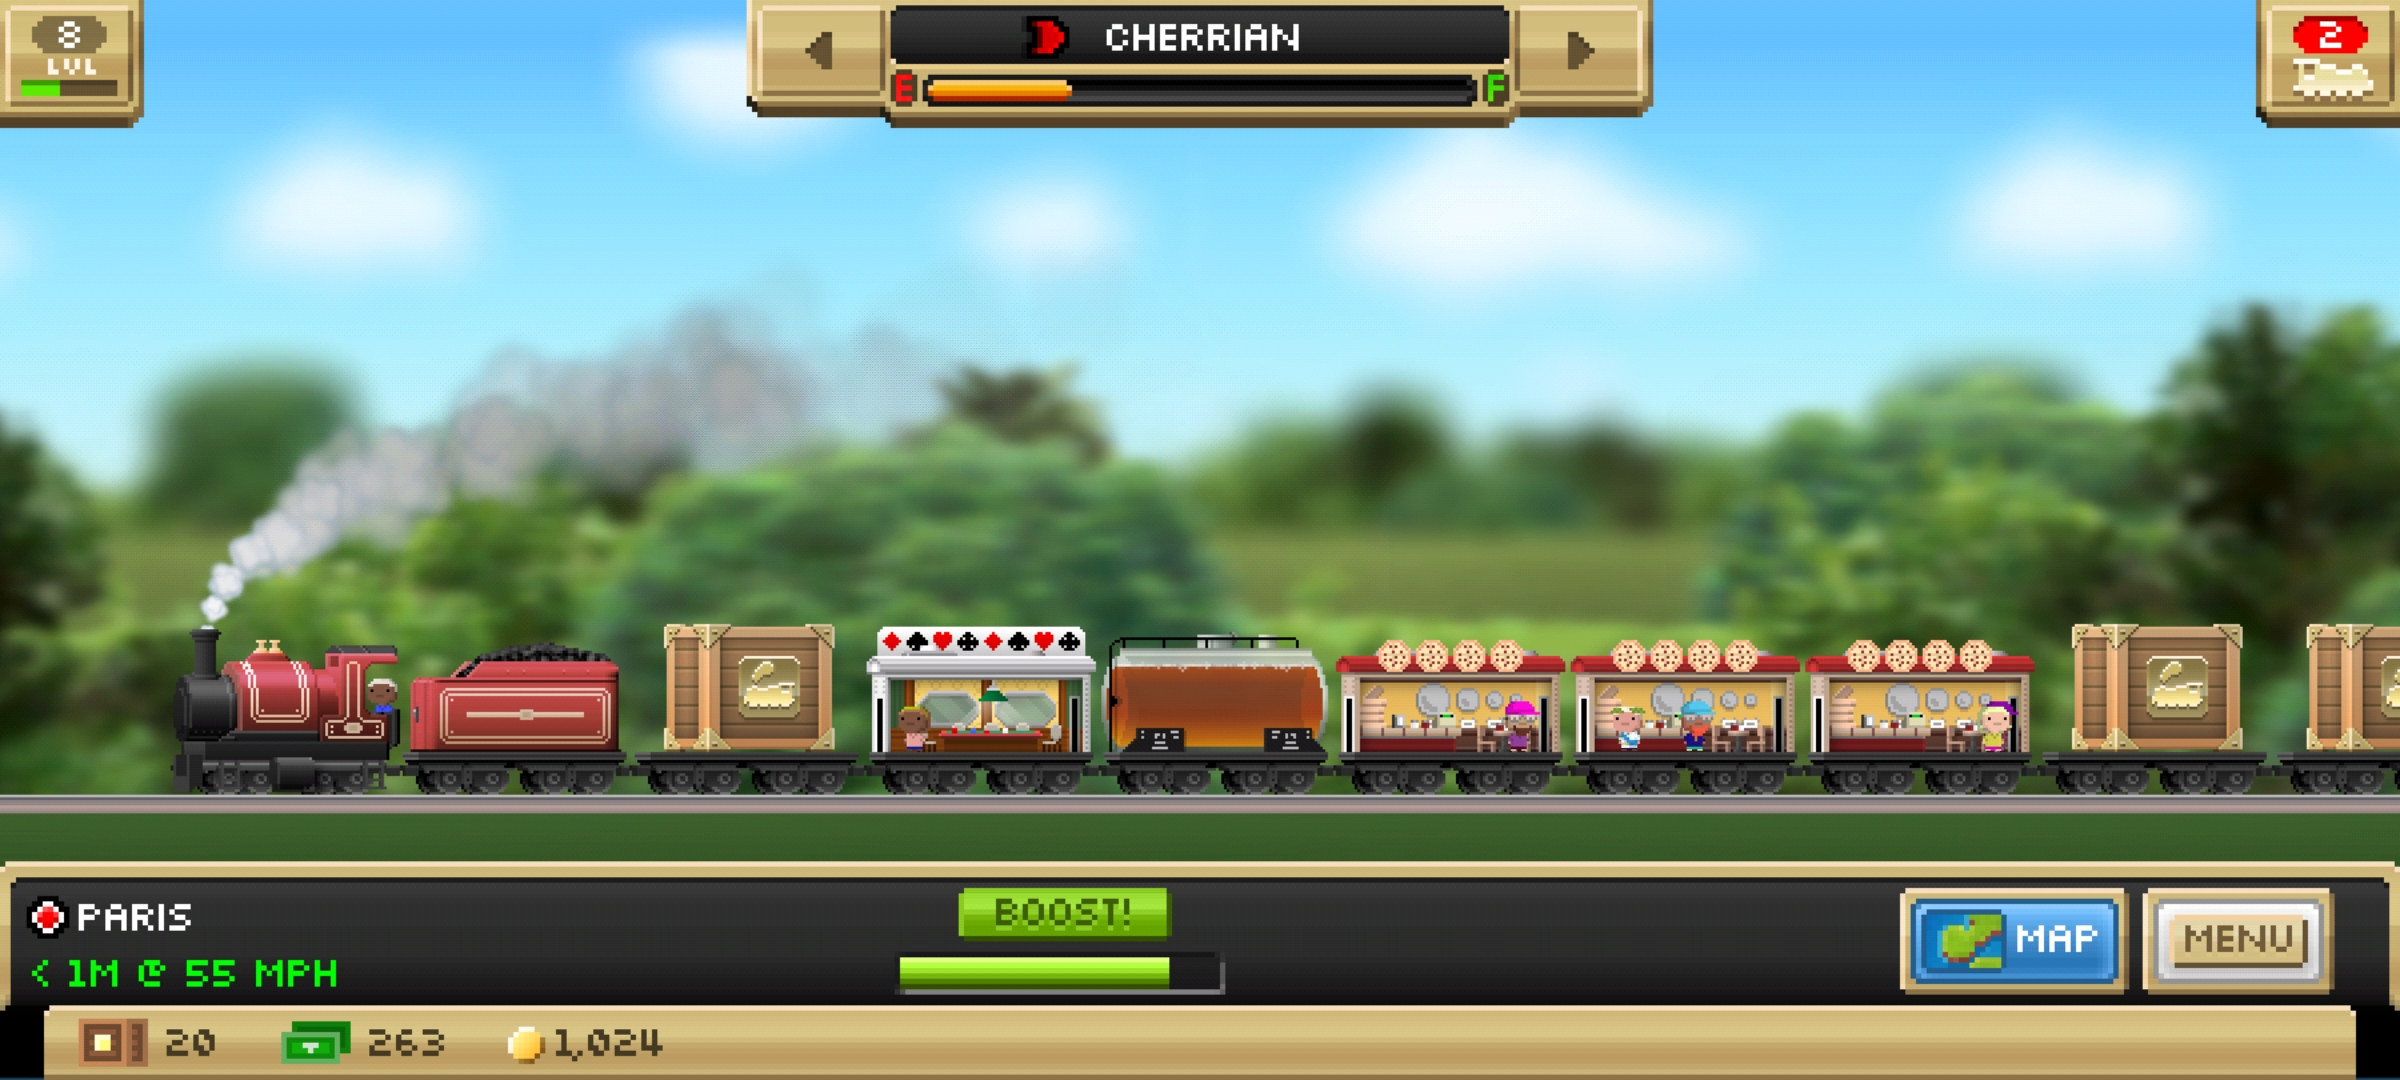 8
LVL
CHERRIAN
E F
2
PARIS
< 1M @ 55 MPH
BOOST!
MAP
MENU
20
263
1,024